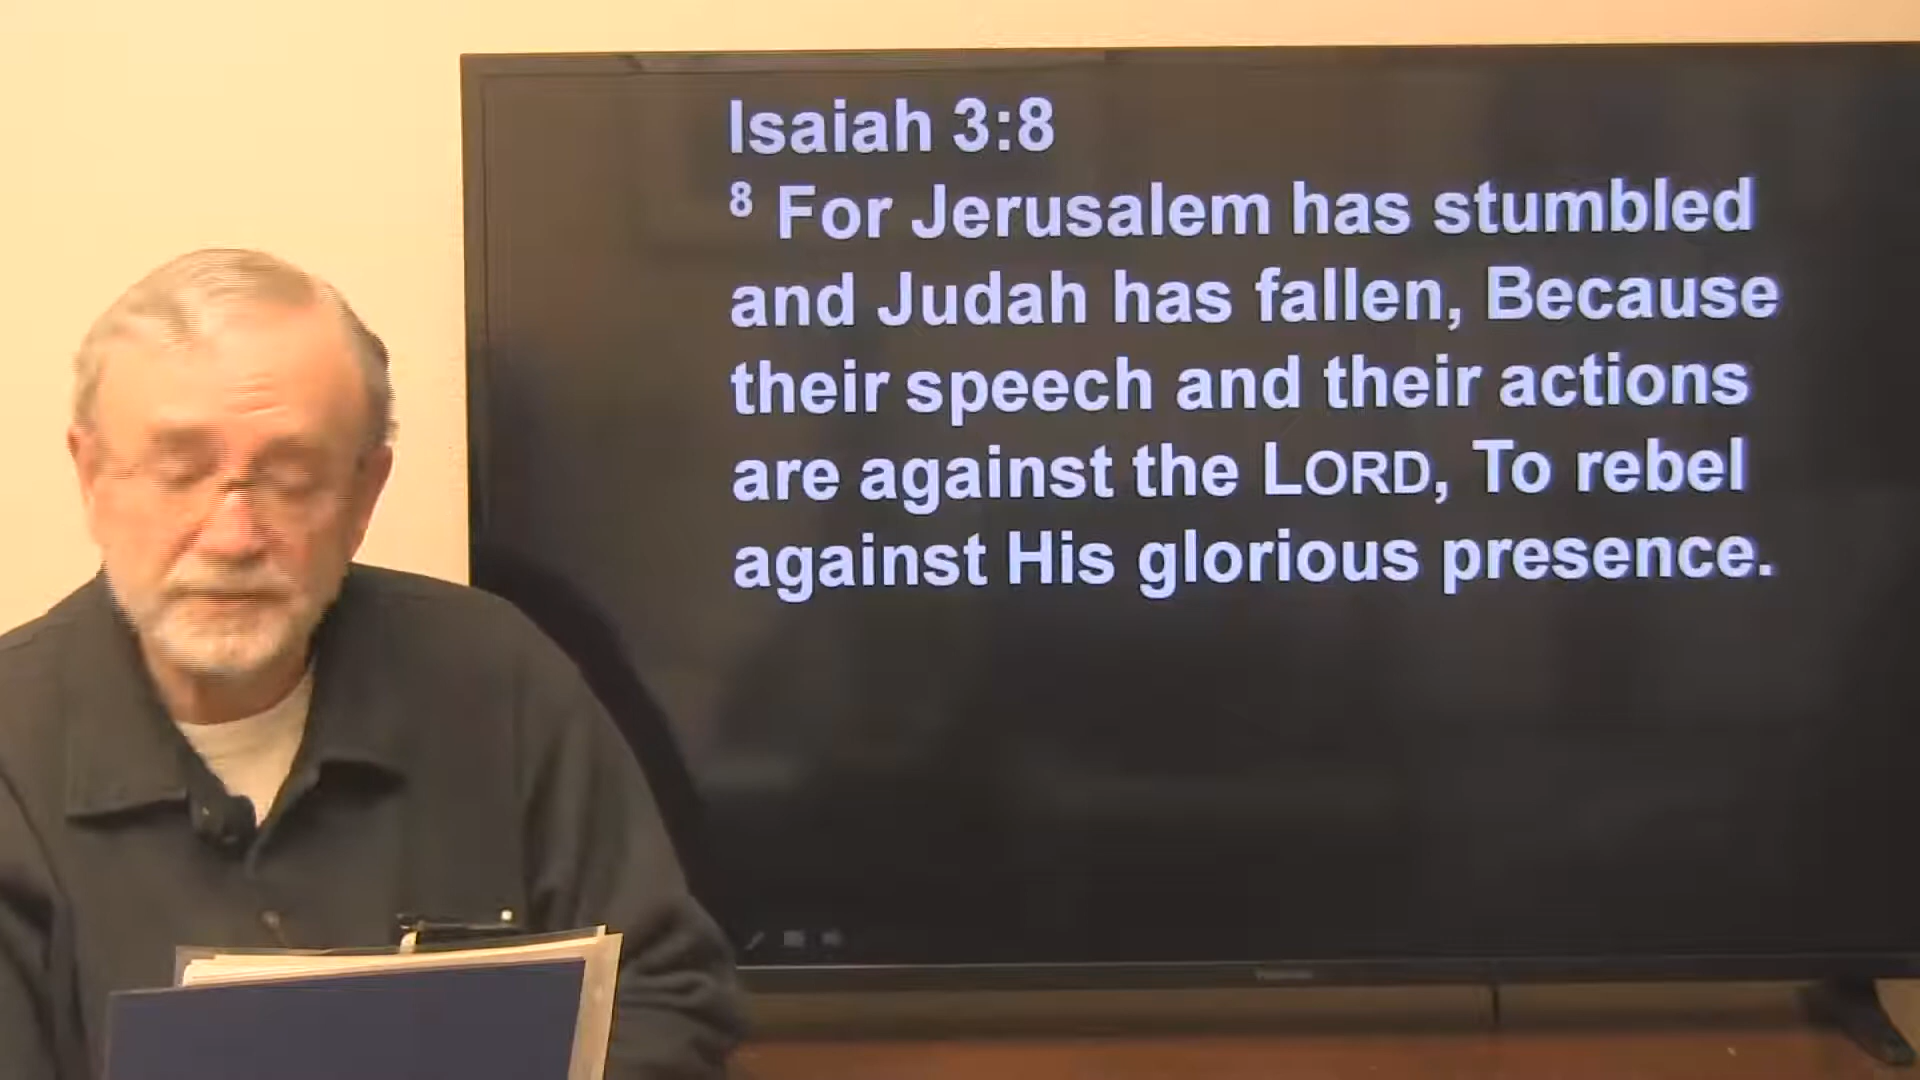 Isaiah 3:8
8 For Jerusalem has stumbled
and Judah has fallen, Because
their speech and their actions
are against the LORD, To rebel
against His glorious presence.